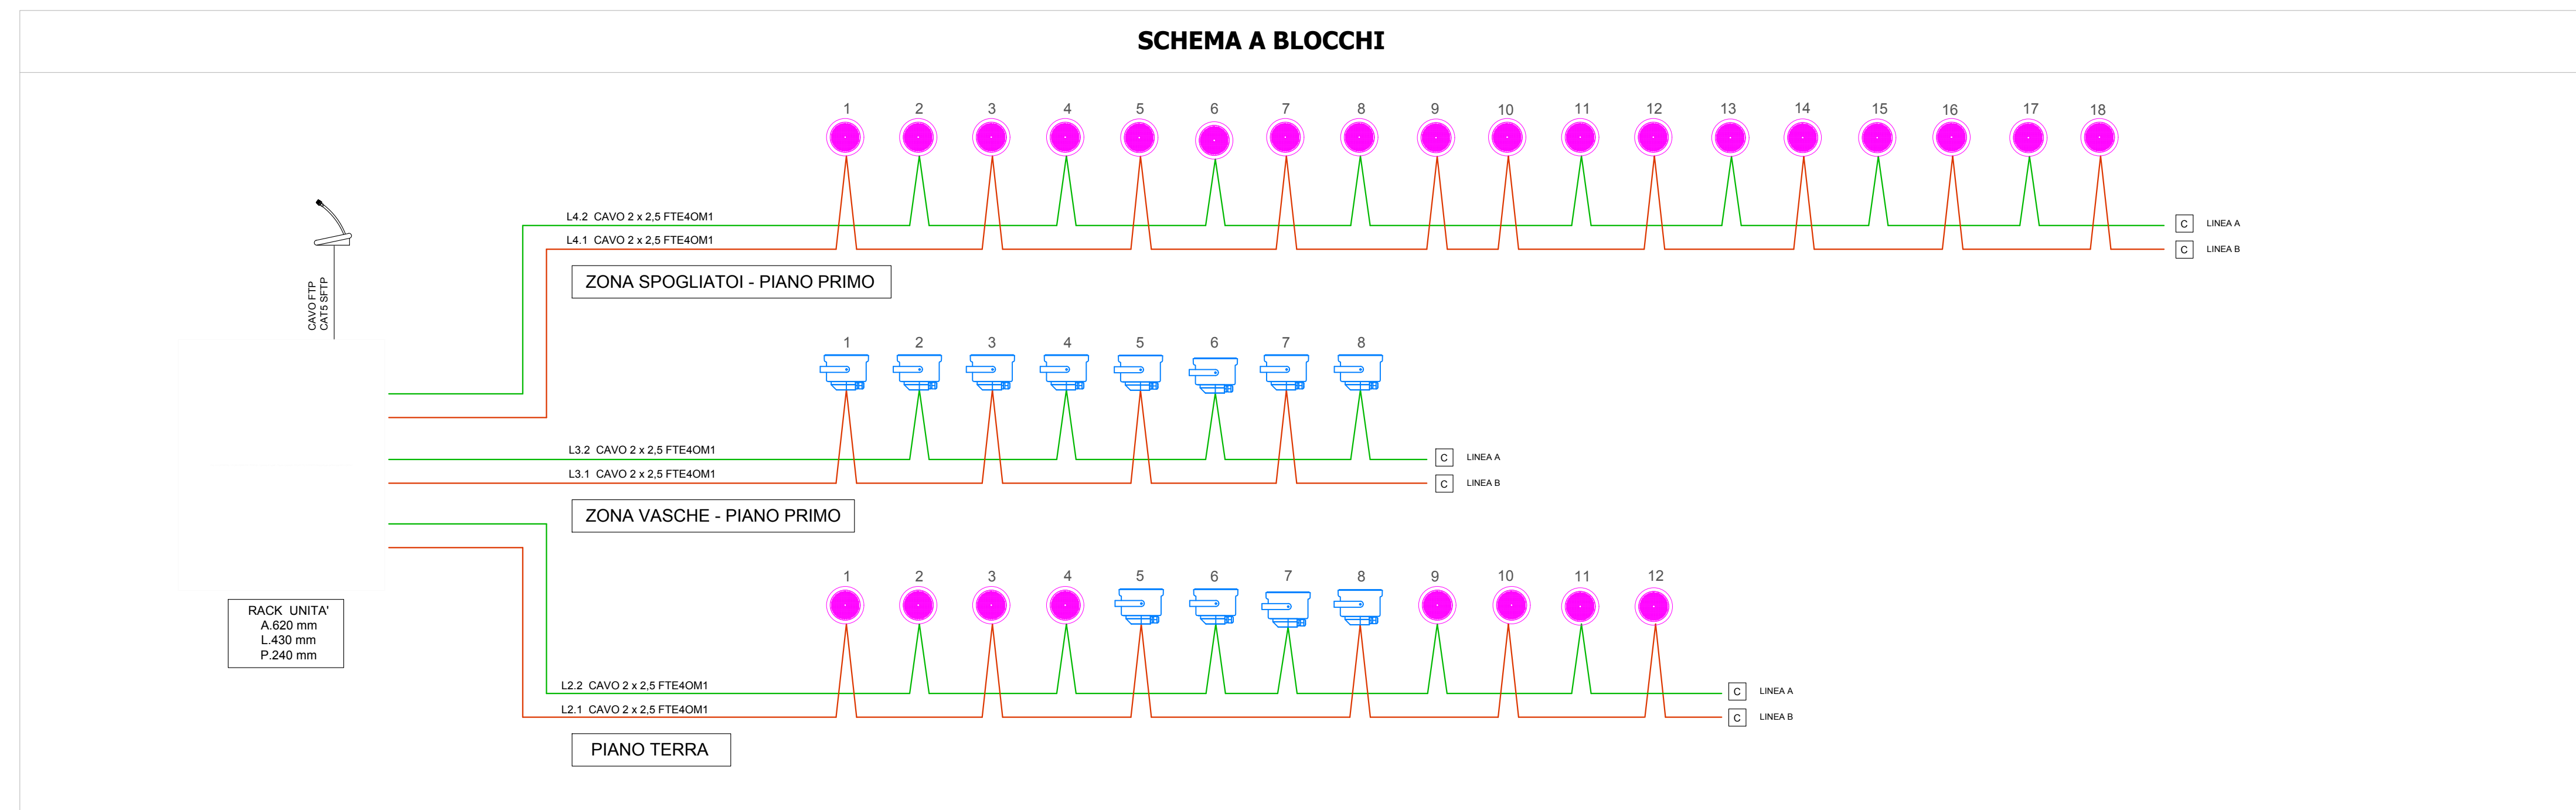 SCHEMA A BLOCCHI
1 2 3 4 5 6 7 8 9 10 11 12 13 14 15 16 17 18
L4.2 CAVO 2 x 2,5 FTE4OM1
C LINEA A
L4.1 CAVO 2 x 2,5 FTE4OM1
C LINEA B
ZONA SPOGLIATOI - PIANO PRIMO
CAVO FTP
CAT5 SFTP
1 2 3 4 5 6 7 8
L3.2 CAVO 2 x 2,5 FTE4OM1
C LINEA A
L3.1 CAVO 2 x 2,5 FTE4OM1
C LINEA B
ZONA VASCHE - PIANO PRIMO
1 2 3 4 5 6 7 8 9 10 11 12
RACK UNITA'
A.620 mm
L.430 mm
P.240 mm
L2.2 CAVO 2 x 2,5 FTE4OM1
C LINEA A
L2.1 CAVO 2 x 2,5 FTE4OM1
C LINEA B
PIANO TERRA